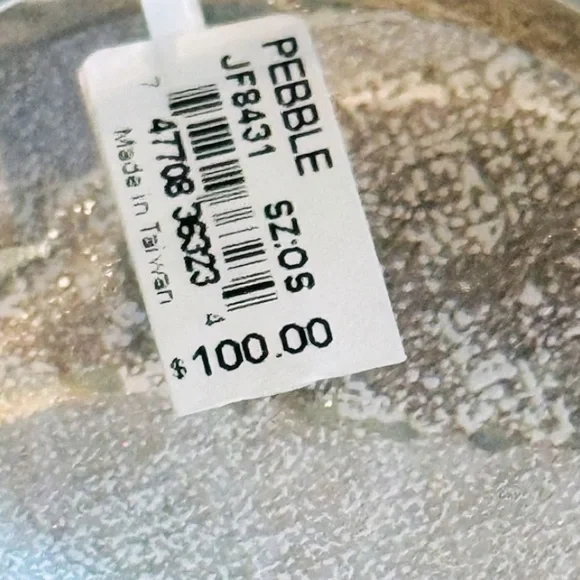 PEBBLE
JF8431 SZ:OS
7 47708 36323 4
Made in Taiwan
$100.00